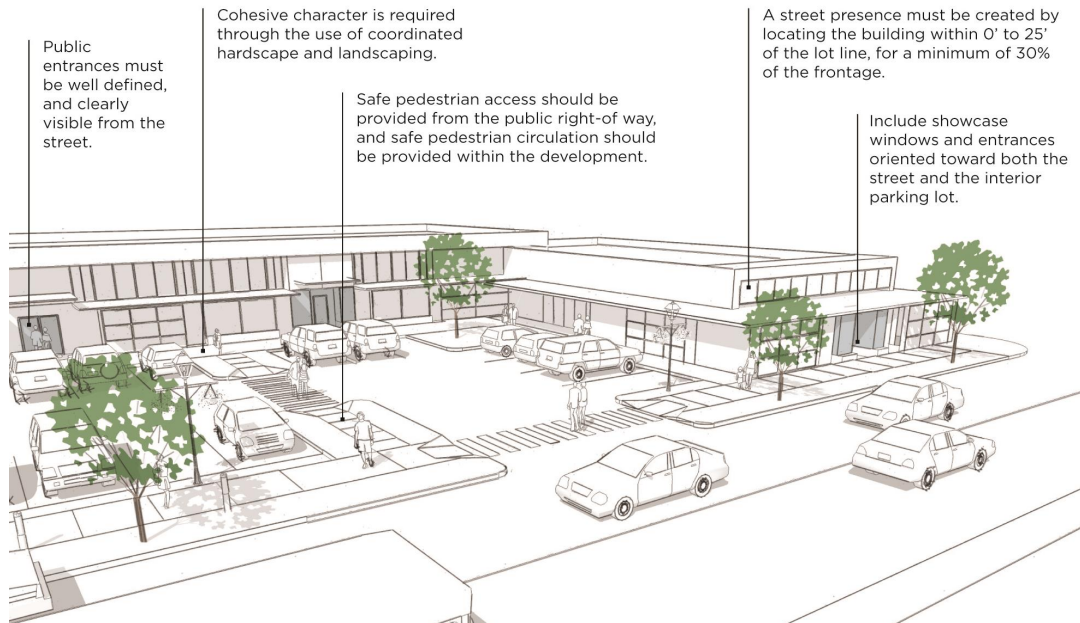 Public
entrances must
be well defined,
and clearly
visible from the
street.
Cohesive character is required
through the use of coordinated
hardscape and landscaping.
Safe pedestrian access should be
provided from the public right-of way,
and safe pedestrian circulation should
be provided within the development.
A street presence must be created by
locating the building within 0’ to 25’
of the lot line, for a minimum of 30%
of the frontage.
Include showcase
windows and entrances
oriented toward both the
street and the interior
parking lot.